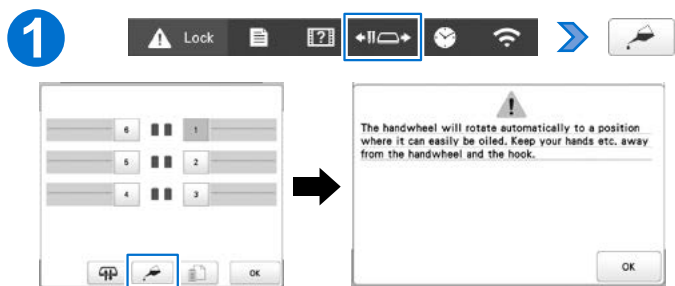 1
Lock
6 1
5 2
4 3
OK
The handwheel will rotate automatically to a position
where it can easily be oiled. Keep your hands etc. away
from the handwheel and the hook.
OK